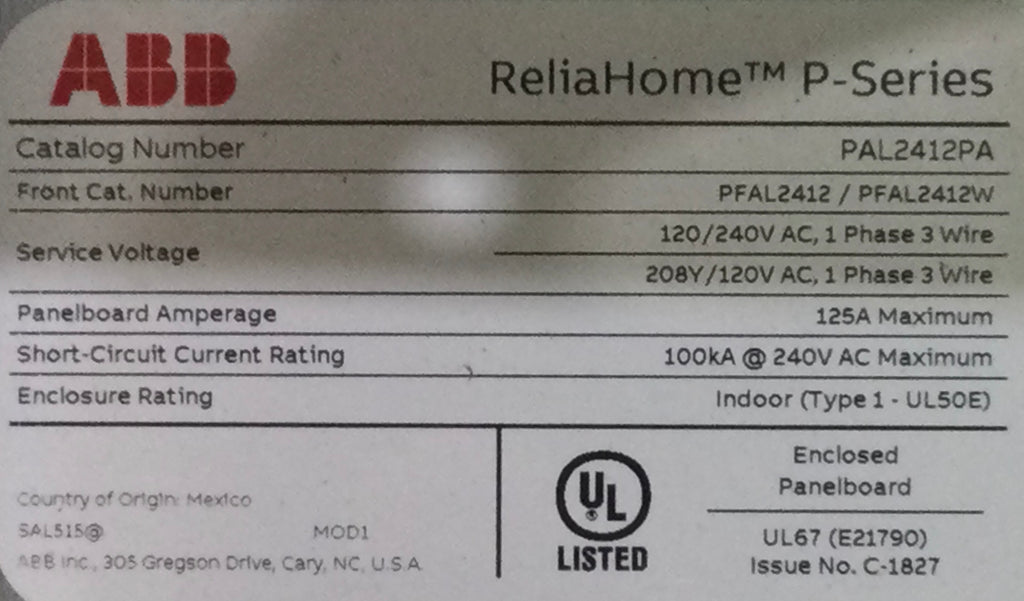 ABB
ReliaHome™ P-Series
Catalog Number PAL2412PA
Front Cat. Number PFAL2412 / PFAL2412W
Service Voltage 120/240V AC, 1 Phase 3 Wire
208Y/120V AC, 1 Phase 3 Wire
Panelboard Amperage 125A Maximum
Short-Circuit Current Rating 100kA @ 240V AC Maximum
Enclosure Rating Indoor (Type 1 - UL50E)
Country of Origin: Mexico
SAL515@ MOD1
ABB Inc., 305 Gregson Drive, Cary, NC, U.S.A
UL
LISTED
Enclosed
Panelboard
UL67 (E21790)
Issue No. C-1827